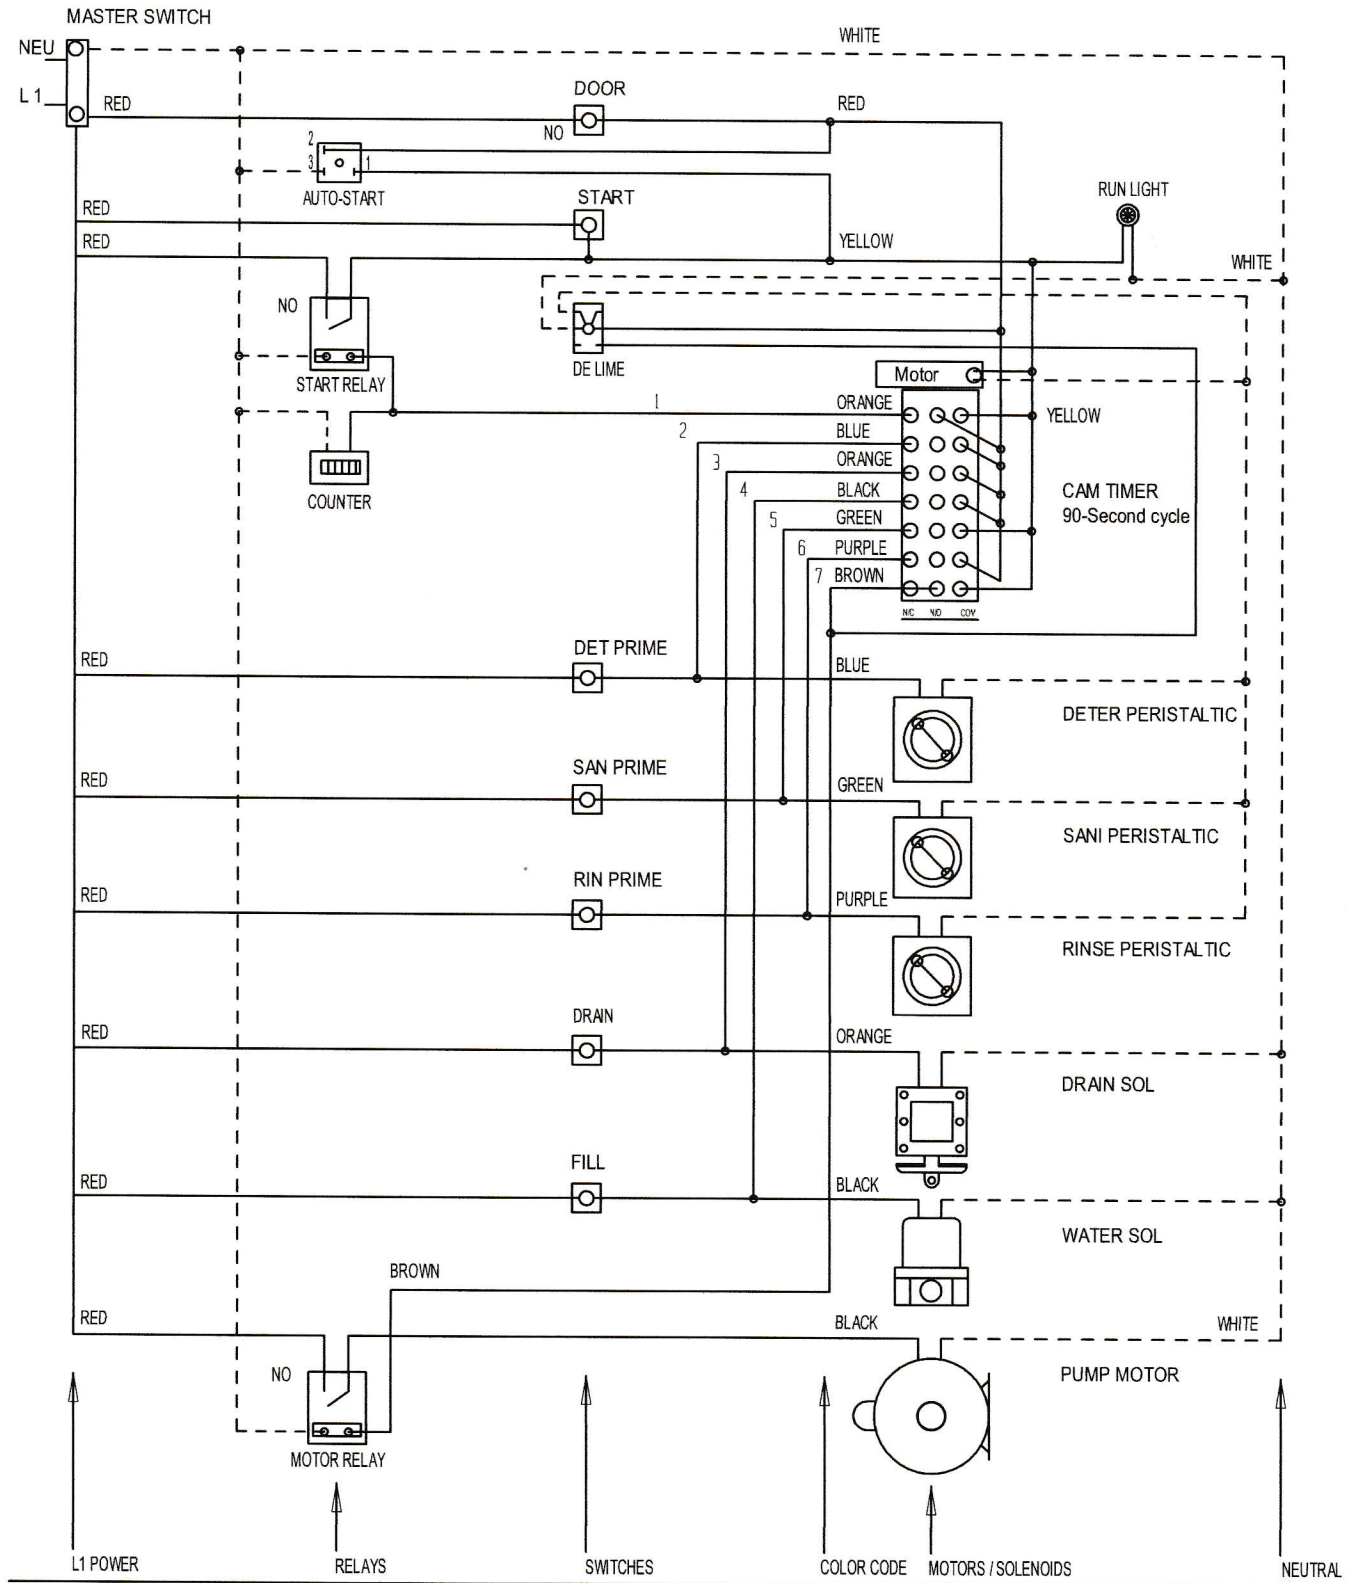 MASTER SWITCH
NEU
WHITE
L 1
RED
DOOR
RED
NO
2
3
1
AUTO-START
START
RUN LIGHT
RED
RED
YELLOW
WHITE
NO
START RELAY
DE LIME
Motor
1
ORANGE
YELLOW
2
BLUE
3
ORANGE
4
BLACK
CAM TIMER
90-Second cycle
COUNTER
5
GREEN
6
PURPLE
7
BROWN
N/C
N/O
COM
RED
DET PRIME
BLUE
DETER PERISTALTIC
RED
SAN PRIME
GREEN
SANI PERISTALTIC
RED
RIN PRIME
PURPLE
RINSE PERISTALTIC
RED
DRAIN
ORANGE
DRAIN SOL
RED
FILL
BLACK
WATER SOL
BROWN
RED
BLACK
WHITE
NO
PUMP MOTOR
MOTOR RELAY
L1 POWER
RELAYS
SWITCHES
COLOR CODE
MOTORS / SOLENOIDS
NEUTRAL